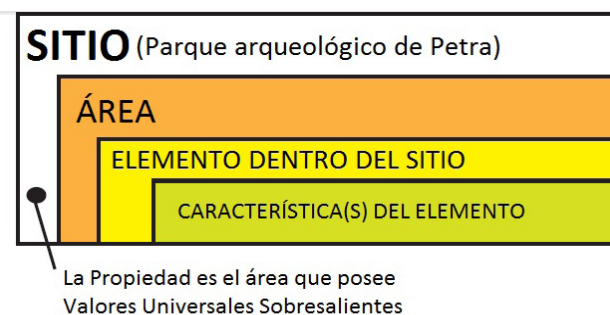 SITIO (Parque arqueológico de Petra)
ÁREA
ELEMENTO DENTRO DEL SITIO
CARACTERÍSTICA(S) DEL ELEMENTO
La Propiedad es el área que posee
Valores Universales Sobresalientes